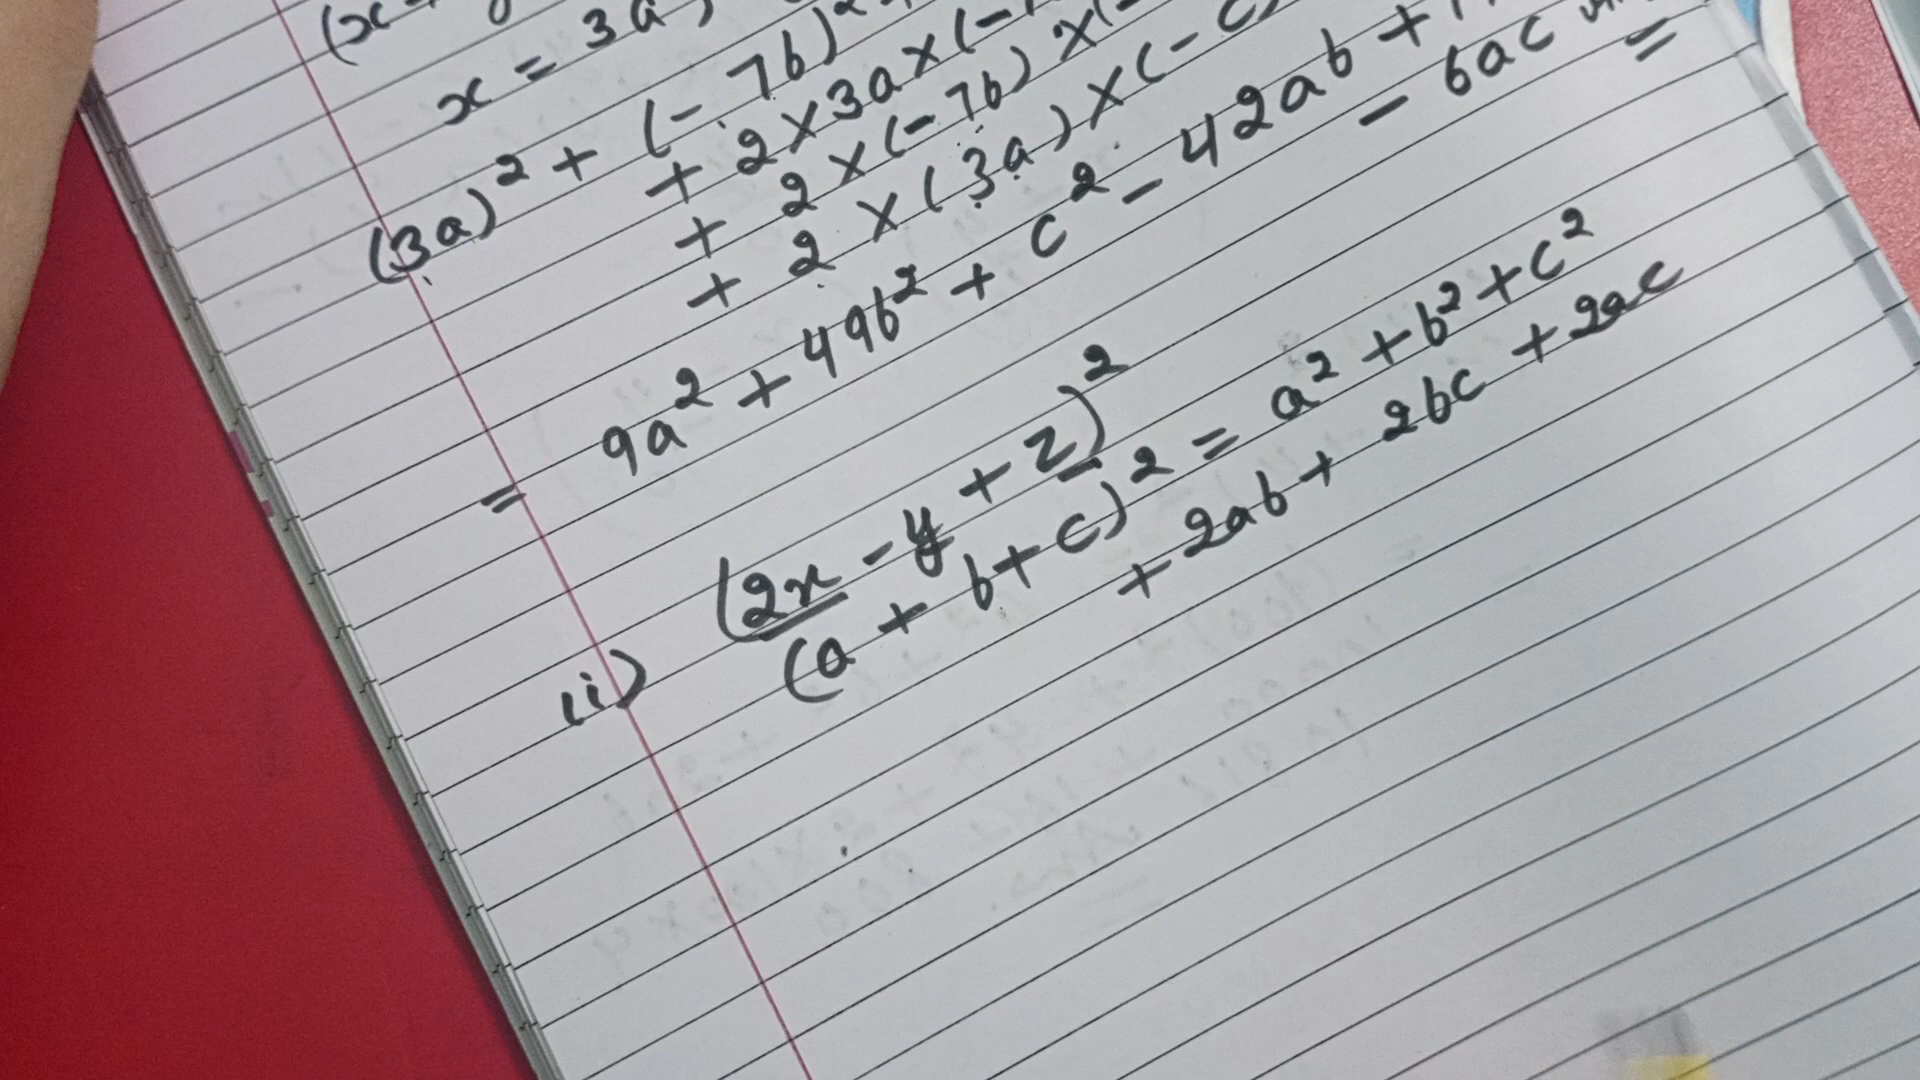 (x
x = 3a,
(3a)² + (-7b)²
+ 2×3a×(-
+ 2×(-7b)×(-
+ 2×(3a)×(-c
= 9a² + 49b² + c² - 42ab +
- 6ac
(ii) (2x - y + z)²
(a + b + c)² = a² + b² + c²
+ 2ab + 2bc + 2ac